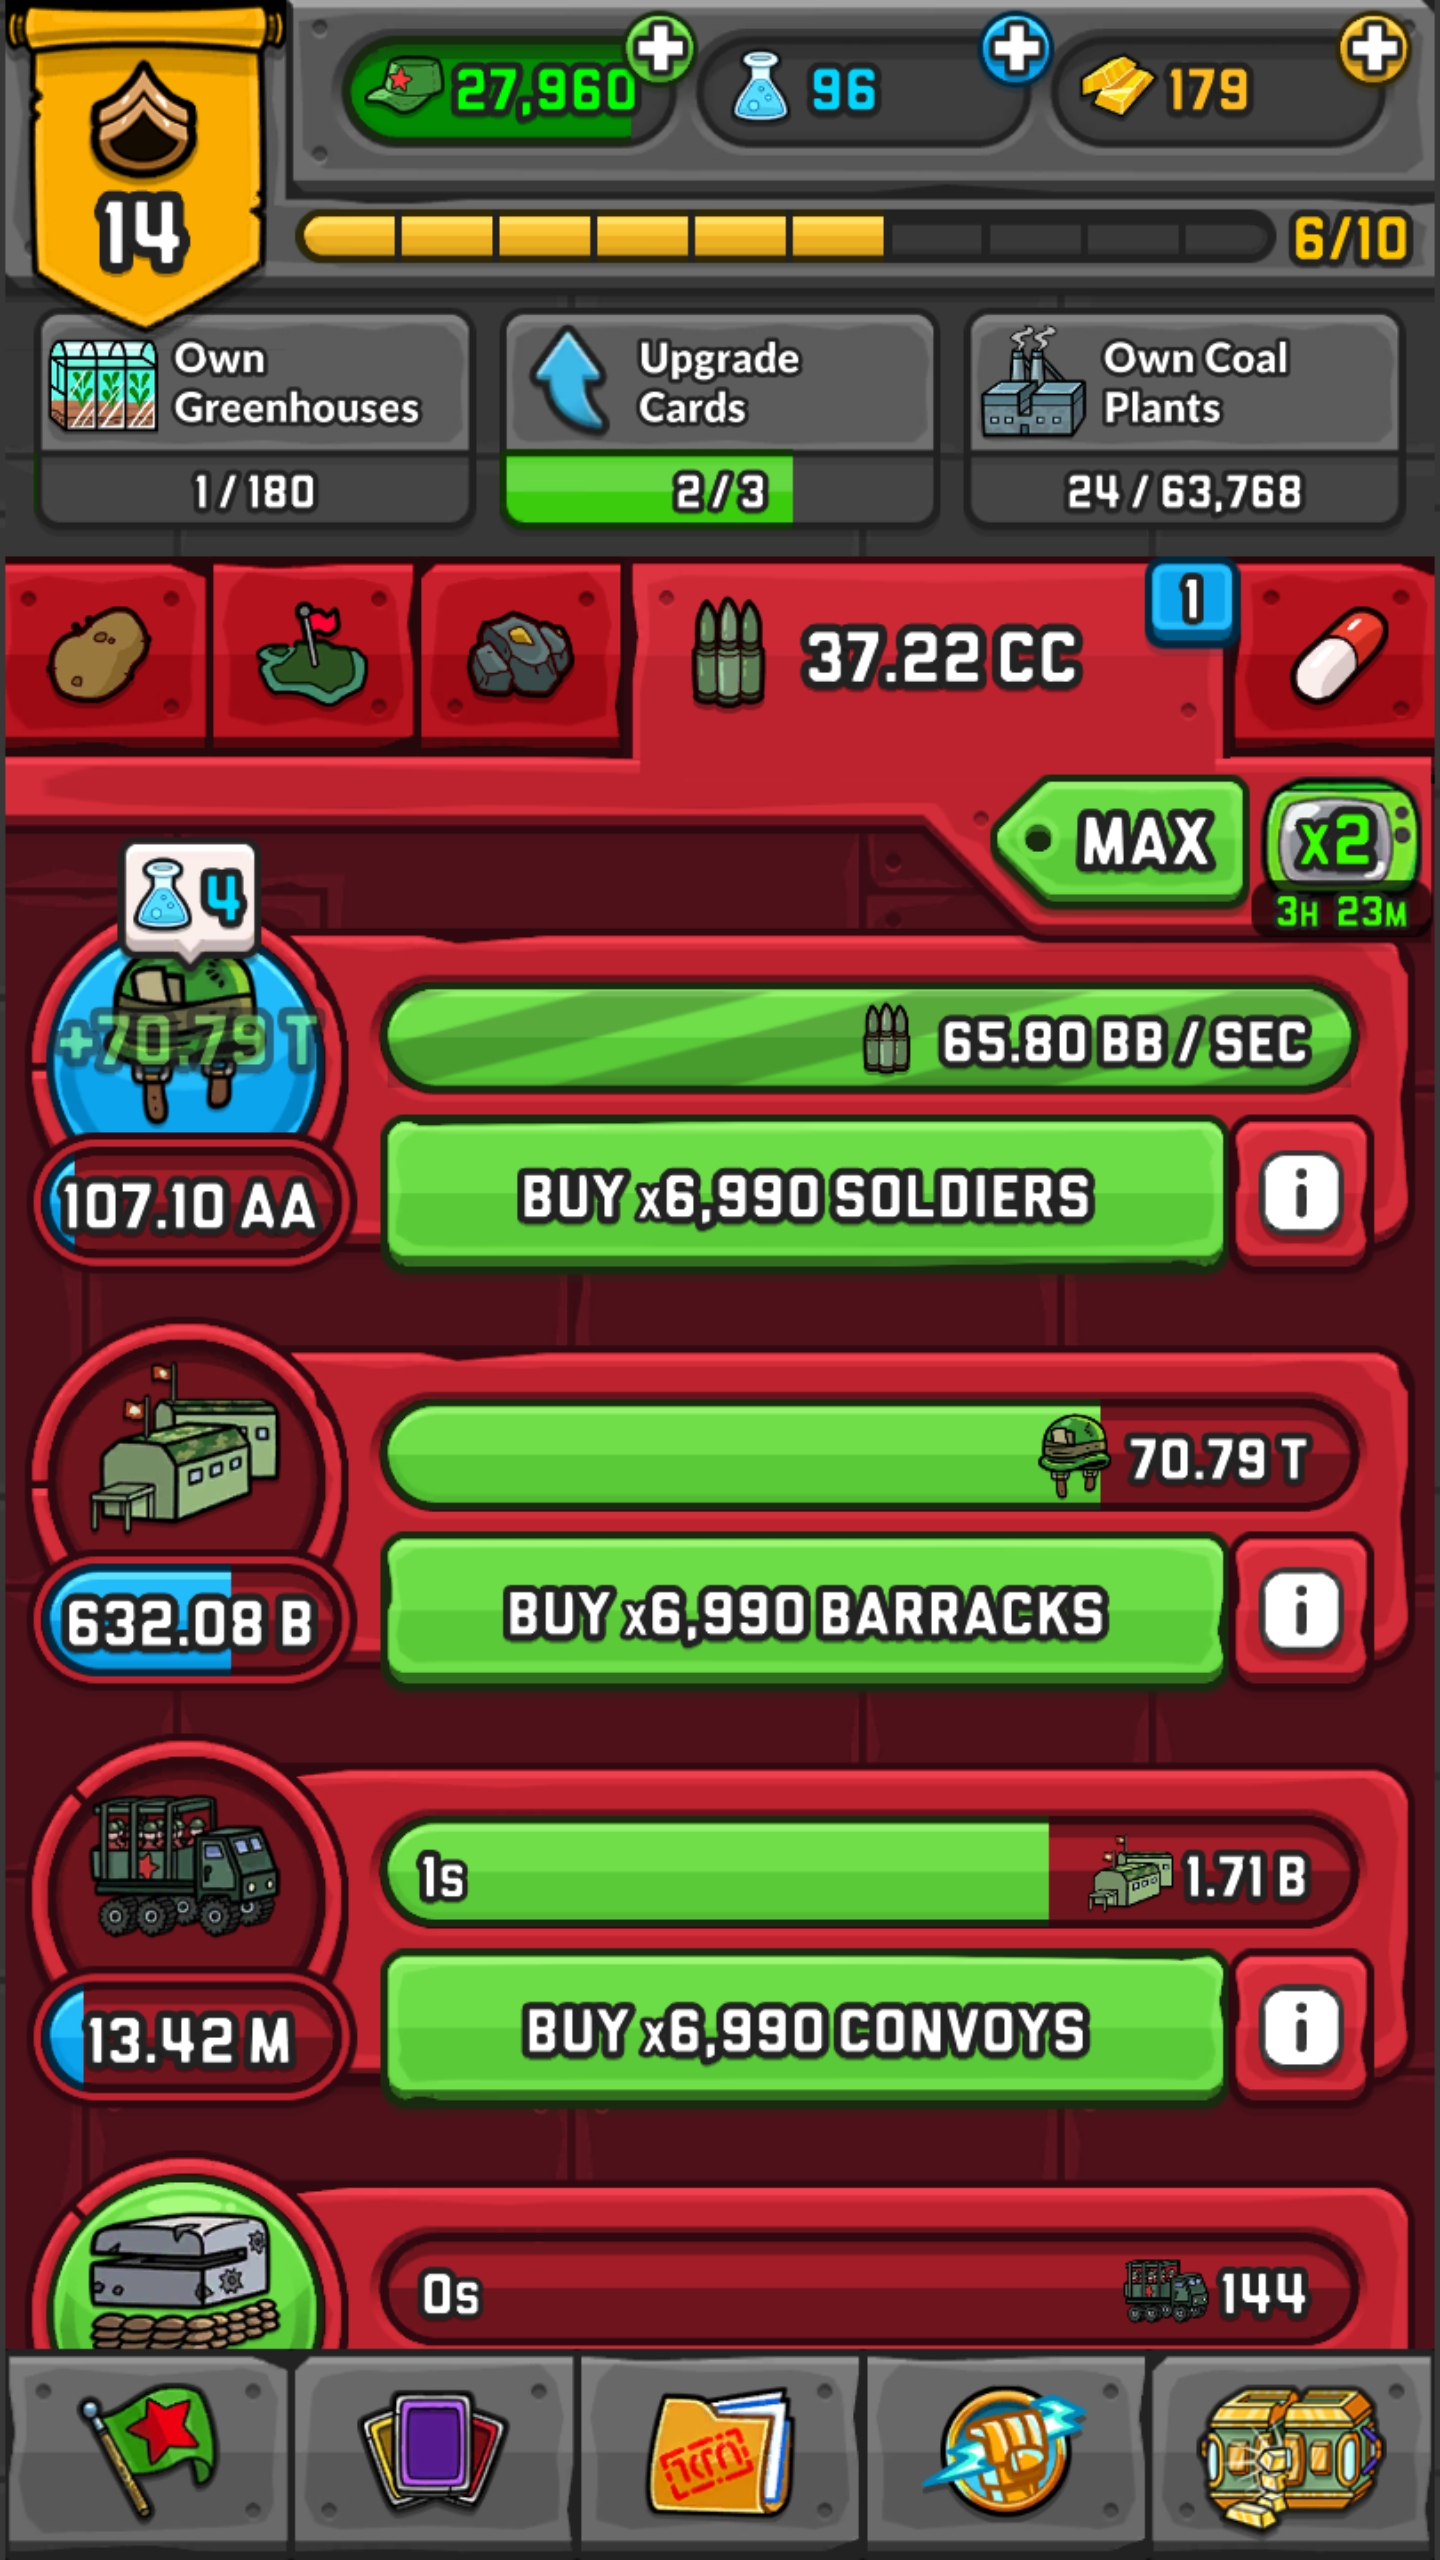 27,960
96
179
14
6/10
Own
Greenhouses
1/180
Upgrade
Cards
2/3
Own Coal
Plants
24/63,768
37.22 CC
1
MAX
x2
3H 23M
4
+70.79 T
65.80 BB/SEC
107.10 AA
BUY x6,990 SOLDIERS
i
70.79 T
632.08 B
BUY x6,990 BARRACKS
i
1s
1.71 B
13.42 M
BUY x6,990 CONVOYS
i
0s
144